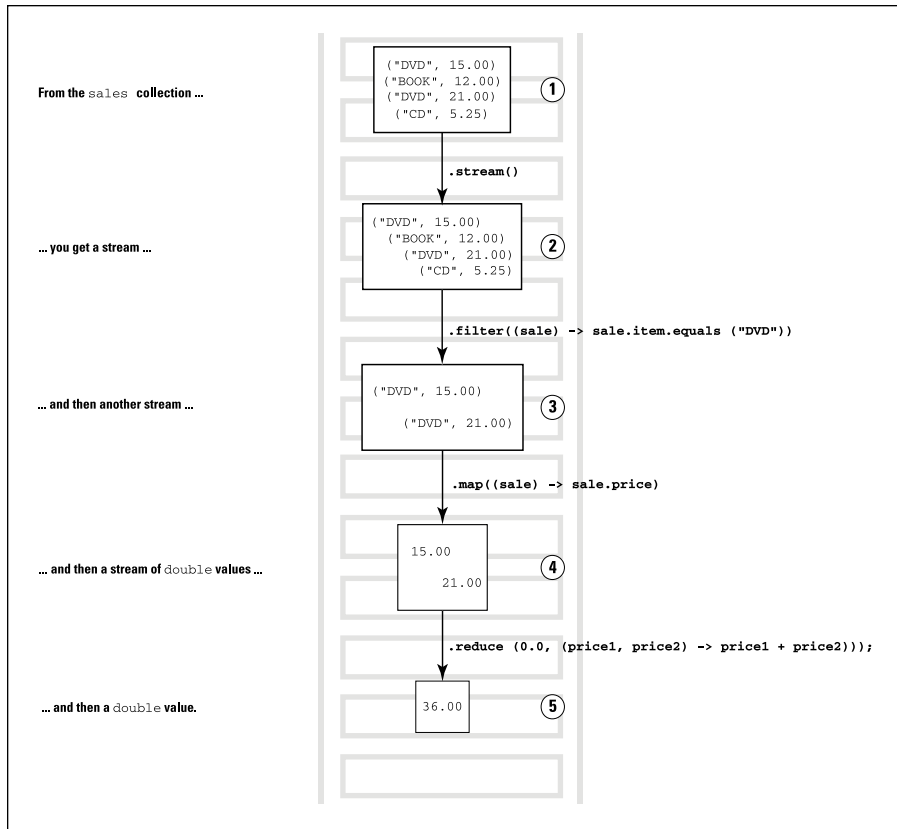 From the sales collection ...
("DVD", 15.00)
("BOOK", 12.00)
("DVD", 21.00)
("CD", 5.25)
1
.stream()
... you get a stream ...
("DVD", 15.00)
("BOOK", 12.00)
("DVD", 21.00)
("CD", 5.25)
2
.filter((sale) -> sale.item.equals ("DVD"))
... and then another stream ...
("DVD", 15.00)
("DVD", 21.00)
3
.map((sale) -> sale.price)
... and then a stream of double values ...
15.00
21.00
4
.reduce (0.0, (price1, price2) -> price1 + price2)));
... and then a double value.
36.00
5